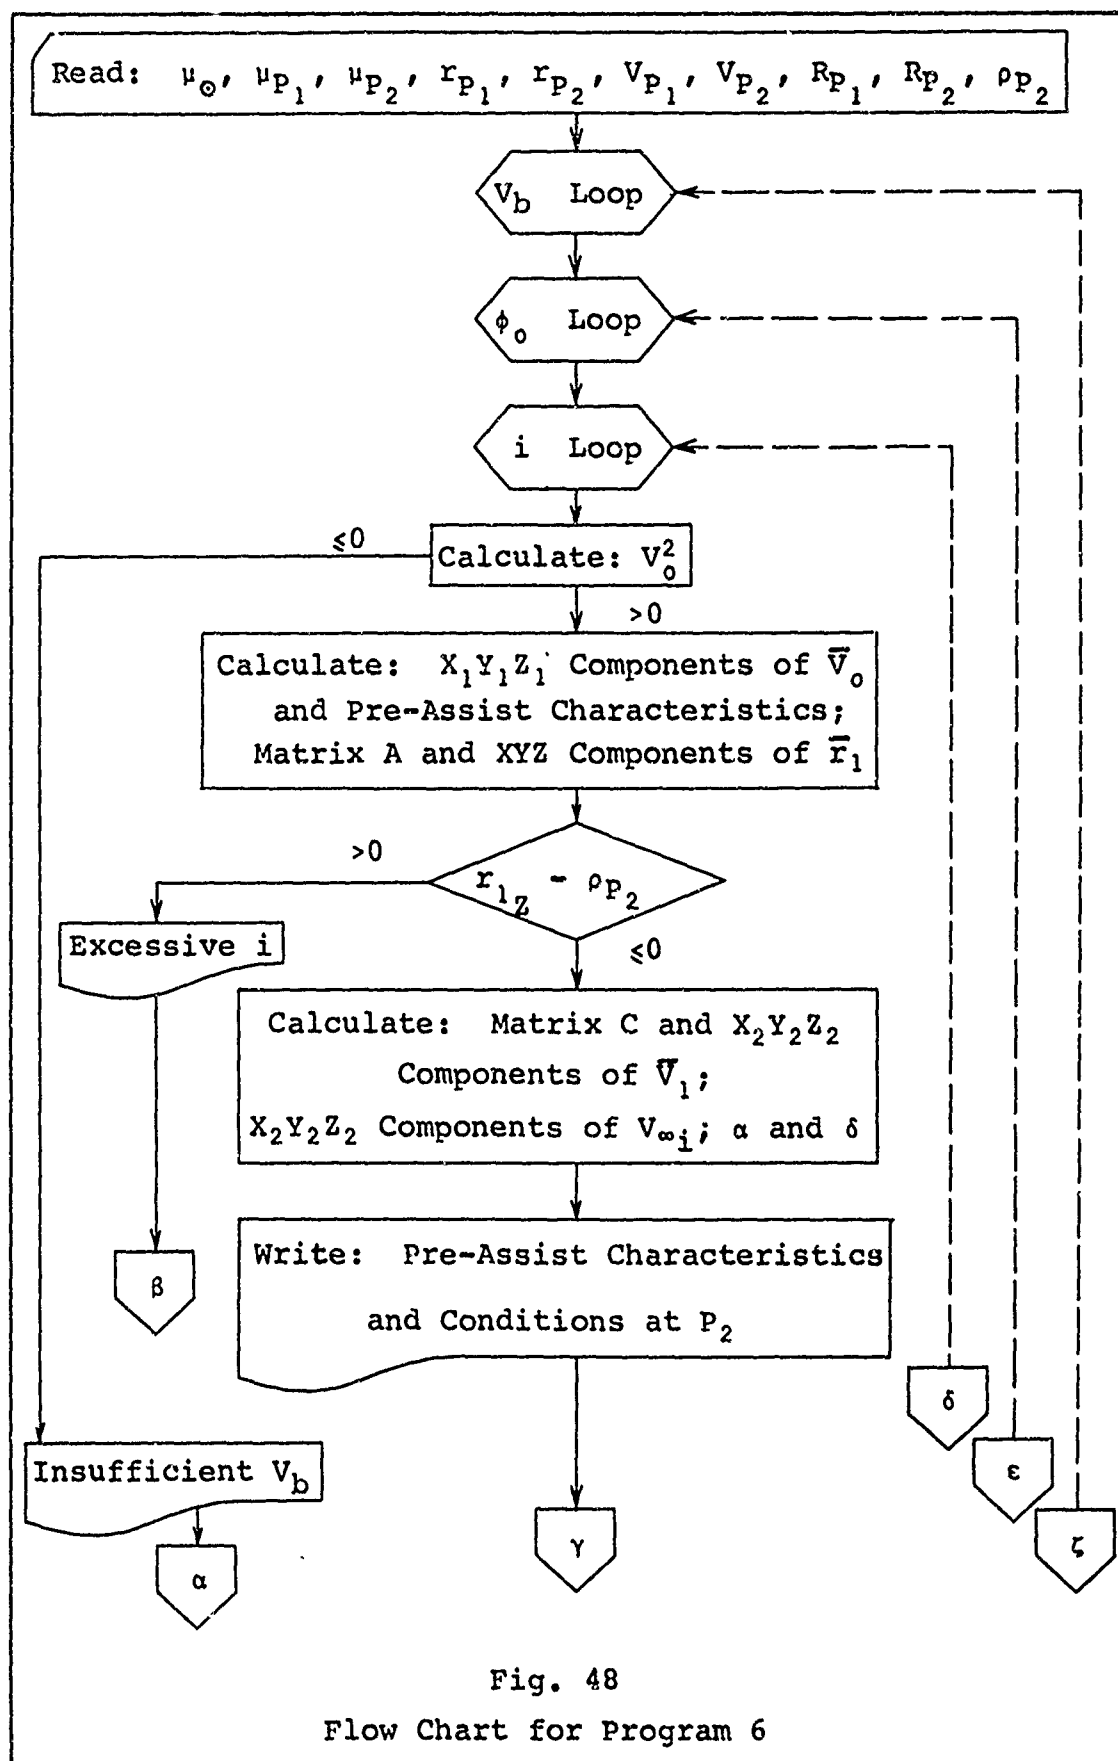 Read: μ⊙, μP₁, μP₂, rP₁, rP₂, VP₁, VP₂, RP₁, RP₂, ρP₂
Vb Loop
ϕₒ Loop
i Loop
≤0
Calculate: Vₒ²
>0
Calculate: X₁Y₁Z₁ Components of V̄ₒ
and Pre-Assist Characteristics;
Matrix A and XYZ Components of r̄₁
>0
r₁Z - ρP₂
Excessive i
≤0
Calculate: Matrix C and X₂Y₂Z₂
Components of V̄₁;
X₂Y₂Z₂ Components of V∞i; α and δ
Write: Pre-Assist Characteristics
and Conditions at P₂
β
δ
Insufficient Vb
ε
α
γ
ζ
Fig. 48
Flow Chart for Program 6